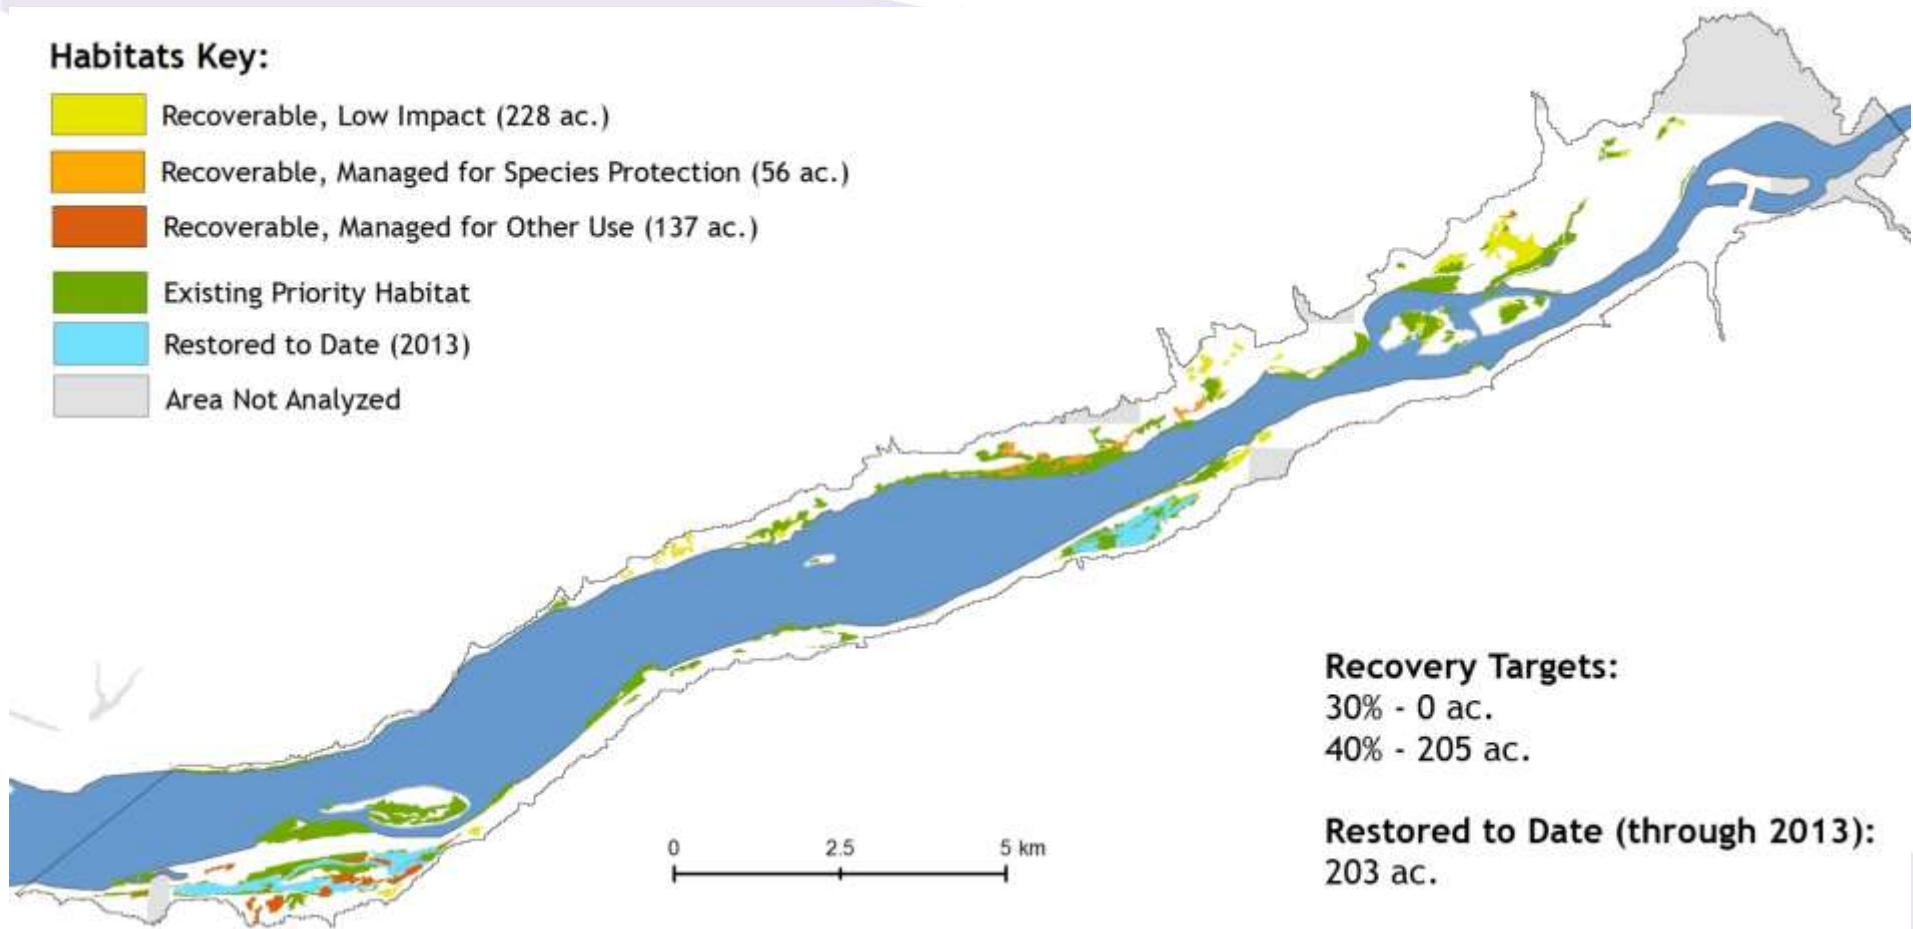 Habitats Key:
Recoverable, Low Impact (228 ac.)
Recoverable, Managed for Species Protection (56 ac.)
Recoverable, Managed for Other Use (137 ac.)
Existing Priority Habitat
Restored to Date (2013)
Area Not Analyzed
Recovery Targets:
30% - 0 ac.
40% - 205 ac.
Restored to Date (through 2013):
203 ac.
0 2.5 5 km